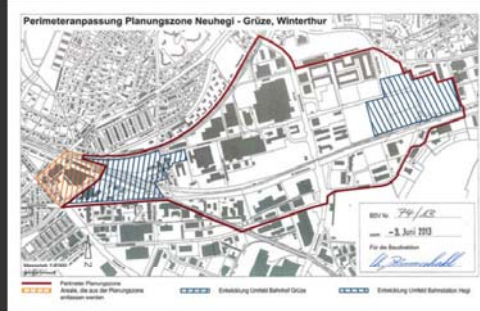 Perimeteranpassung Planungszone Neuhegi - Grüze, Winterthur
BDV Nr. 74/13
vom -3. Juni 2013
Für die Baudirektion
Perimeter Planungszone
Areale, die aus der Planungszone
entlassen werden
Entwicklung Umfeld Bahnhof Grüze
Entwicklung Umfeld Bahnstation Hegi